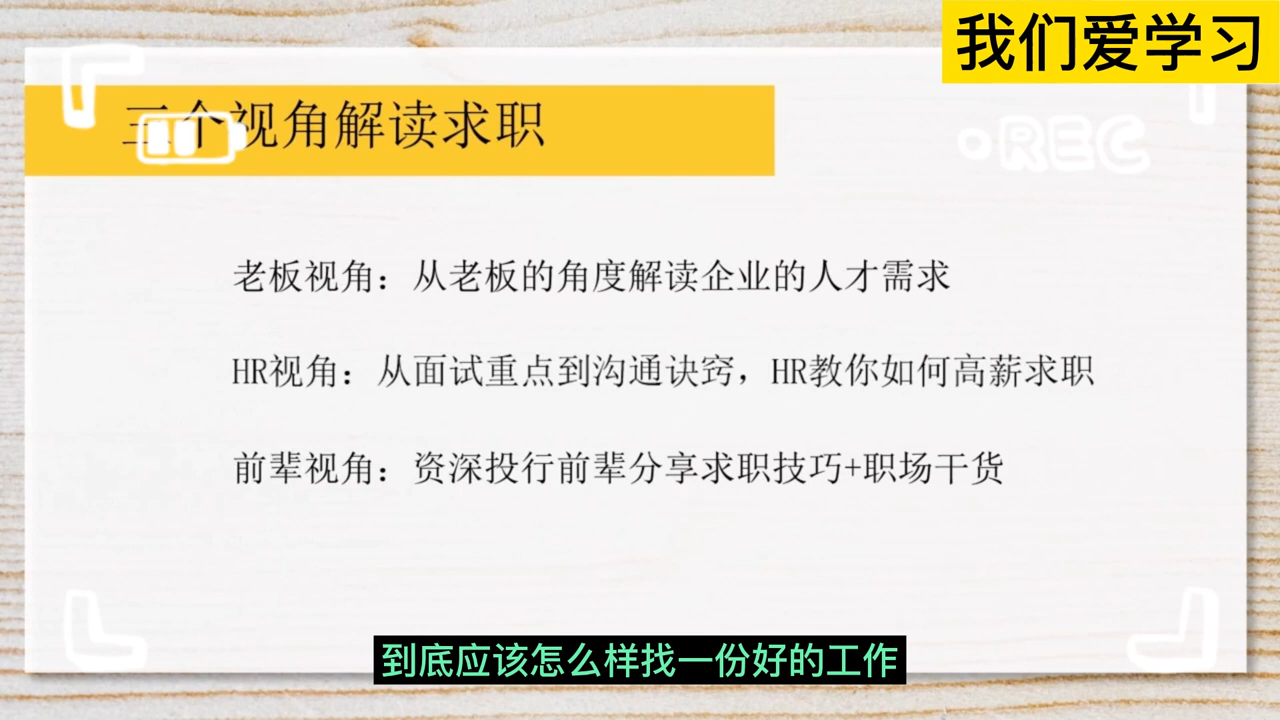 我们爱学习
三个视角解读求职
REC
老板视角：从老板的角度解读企业的人才需求
HR视角：从面试重点到沟通诀窍，HR教你如何高薪求职
前辈视角：资深投行前辈分享求职技巧+职场干货
到底应该怎么样找一份好的工作